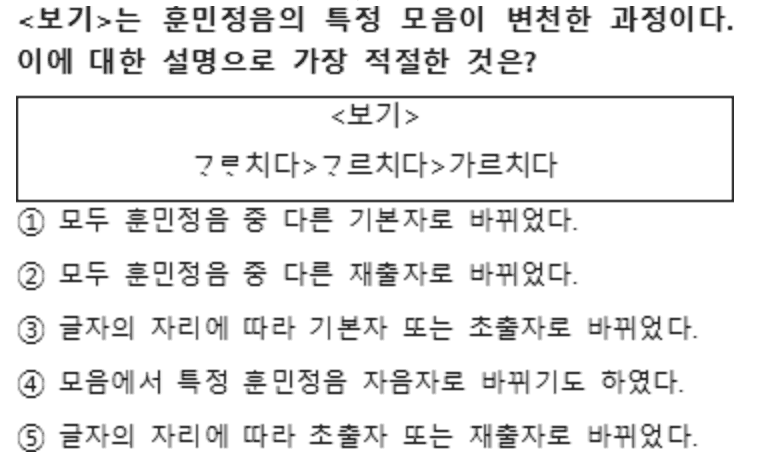 <보기>는 훈민정음의 특정 모음이 변천한 과정이다.
이에 대한 설명으로 가장 적절한 것은?
<보기>
ᄀᆞᄅᆞ치다>ᄀᆞ르치다>가르치다
① 모두 훈민정음 중 다른 기본자로 바뀌었다.
② 모두 훈민정음 중 다른 재출자로 바뀌었다.
③ 글자의 자리에 따라 기본자 또는 초출자로 바뀌었다.
④ 모음에서 특정 훈민정음 자음자로 바뀌기도 하였다.
⑤ 글자의 자리에 따라 초출자 또는 재출자로 바뀌었다.